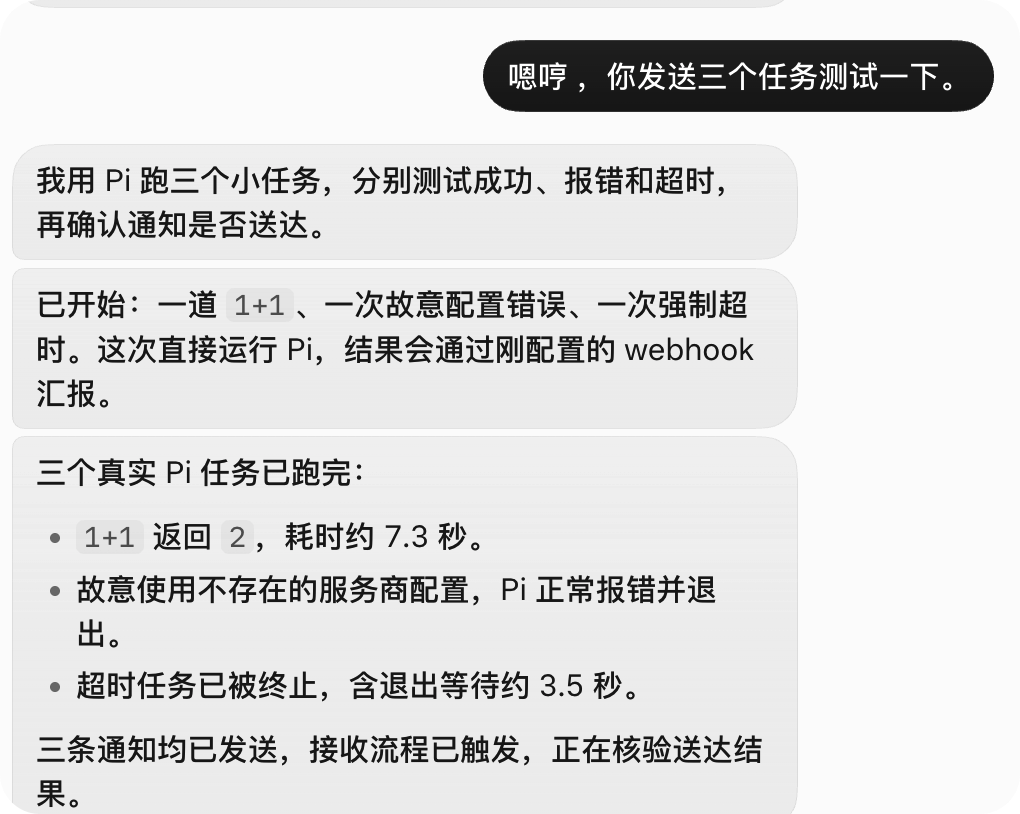 嗯哼 ，你发送三个任务测试一下。
我用 Pi 跑三个小任务，分别测试成功、报错和超时，
再确认通知是否送达。
已开始：一道 1+1、一次故意配置错误、一次强制超
时。这次直接运行 Pi，结果会通过刚配置的 webhook
汇报。
三个真实 Pi 任务已跑完：
• 1+1 返回 2，耗时约 7.3 秒。
• 故意使用不存在的服务商配置，Pi 正常报错并退
出。
• 超时任务已被终止，含退出等待约 3.5 秒。
三条通知均已发送，接收流程已触发，正在核验送达结
果。